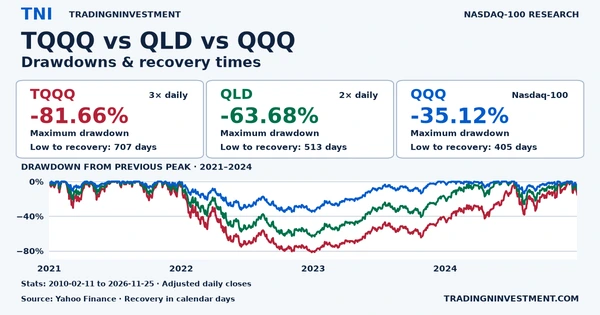 TNI TRADINGNINVESTMENT NASDAQ-100 RESEARCH
TQQQ vs QLD vs QQQ
Drawdowns & recovery times
TQQQ 3× daily
-81.66%
Maximum drawdown
Low to recovery: 707 days
QLD 2× daily
-63.68%
Maximum drawdown
Low to recovery: 513 days
QQQ Nasdaq-100
-35.12%
Maximum drawdown
Low to recovery: 405 days
DRAWDOWN FROM PREVIOUS PEAK · 2021–2024
0%
−40%
−80%
2021 2022 2023 2024
Stats: 2010-02-11 to 2026-11-25 · Adjusted daily closes
Source: Yahoo Finance · Recovery in calendar days TRADINGNINVESTMENT.COM